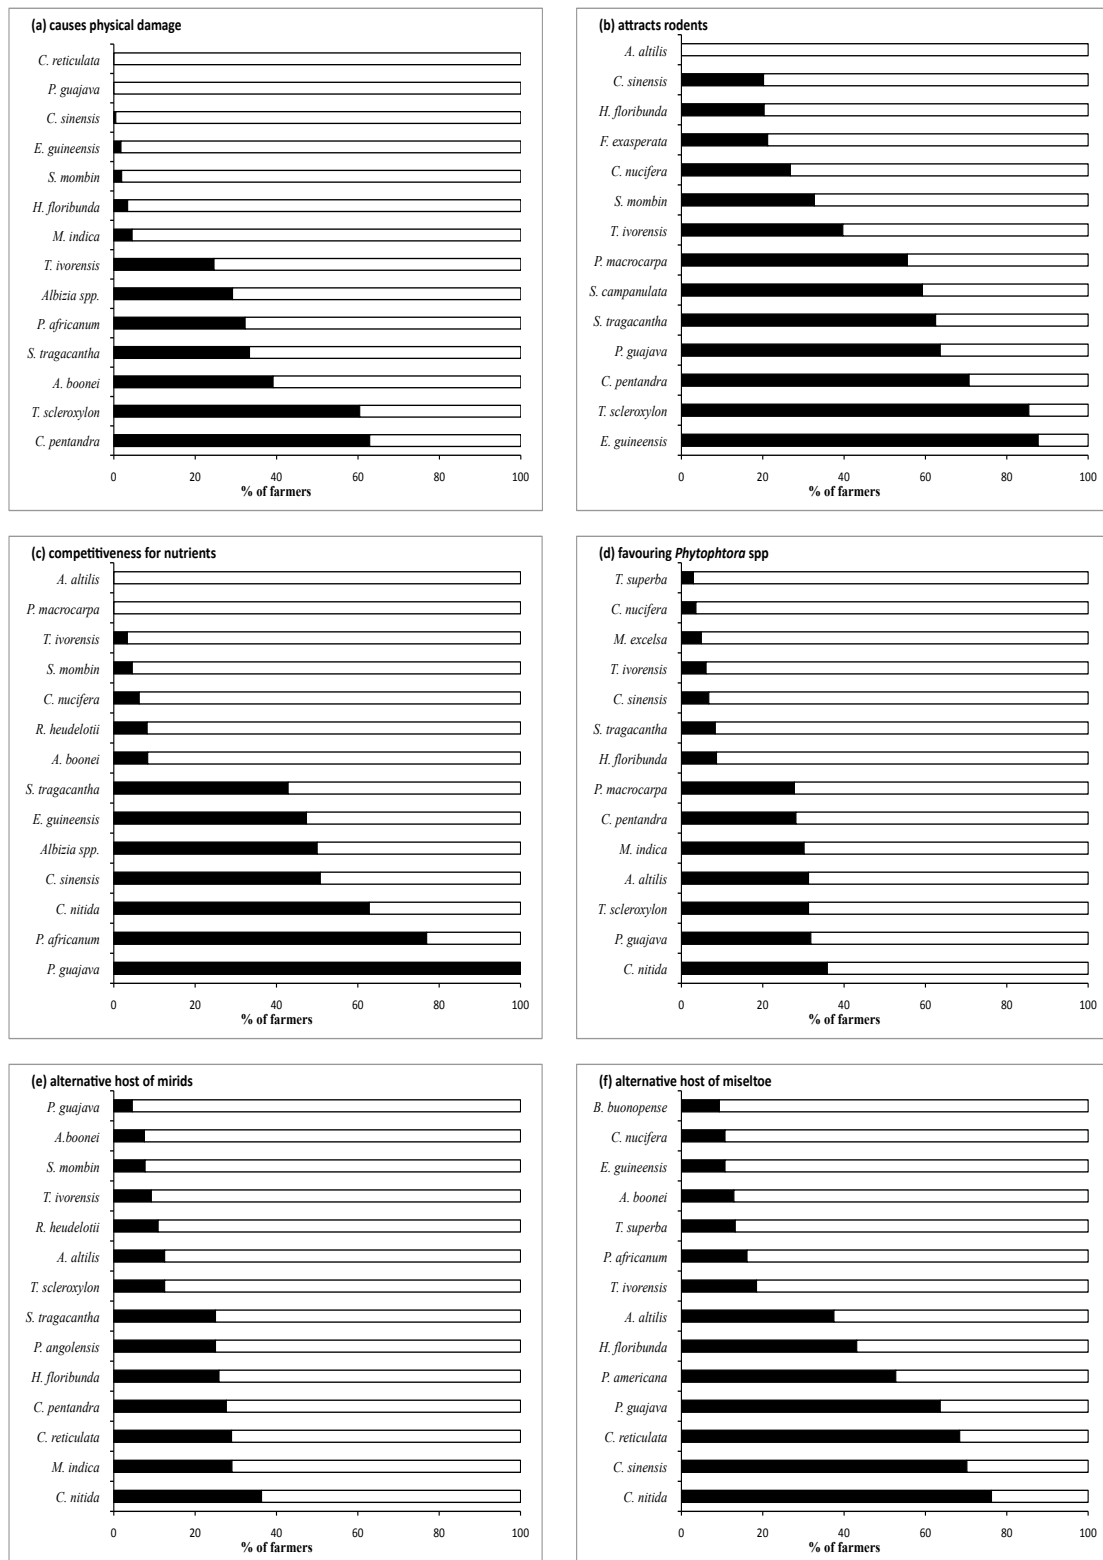 (a) causes physical damage
C. reticulata
P. guajava
C. sinensis
E. guineensis
S. mombin
H. floribunda
M. indica
T. ivorensis
Albizia spp.
P. africanum
S. tragacantha
A. boonei
T. scleroxylon
C. pentandra
0 20 40 60 80 100
% of farmers
(b) attracts rodents
A. altilis
C. sinensis
H. floribunda
F. exasperata
C. nucifera
S. mombin
T. ivorensis
P. macrocarpa
S. campanulata
S. tragacantha
P. guajava
C. pentandra
T. scleroxylon
E. guineensis
0 20 40 60 80 100
% of farmers
(c) competitiveness for nutrients
A. altilis
P. macrocarpa
T. ivorensis
S. mombin
C. nucifera
R. heudelotii
A. boonei
S. tragacantha
E. guineensis
Albizia spp.
C. sinensis
C. nitida
P. africanum
P. guajava
0 20 40 60 80 100
% of farmers
(d) favouring Phytophtora spp
T. superba
C. nucifera
M. excelsa
T. ivorensis
C. sinensis
S. tragacantha
H. floribunda
P. macrocarpa
C. pentandra
M. indica
A. altilis
T. scleroxylon
P. guajava
C. nitida
0 20 40 60 80 100
% of farmers
(e) alternative host of mirids
P. guajava
A.boonei
S. mombin
T. ivorensis
R. heudelotii
A. altilis
T. scleroxylon
S. tragacantha
P. angolensis
H. floribunda
C. pentandra
C. reticulata
M. indica
C. nitida
0 20 40 60 80 100
% of farmers
(f) alternative host of miseltoe
B. buonopense
C. nucifera
E. guineensis
A. boonei
T. superba
P. africanum
T. ivorensis
A. altilis
H. floribunda
P. americana
P. guajava
C. reticulata
C. sinensis
C. nitida
0 20 40 60 80 100
% of farmers